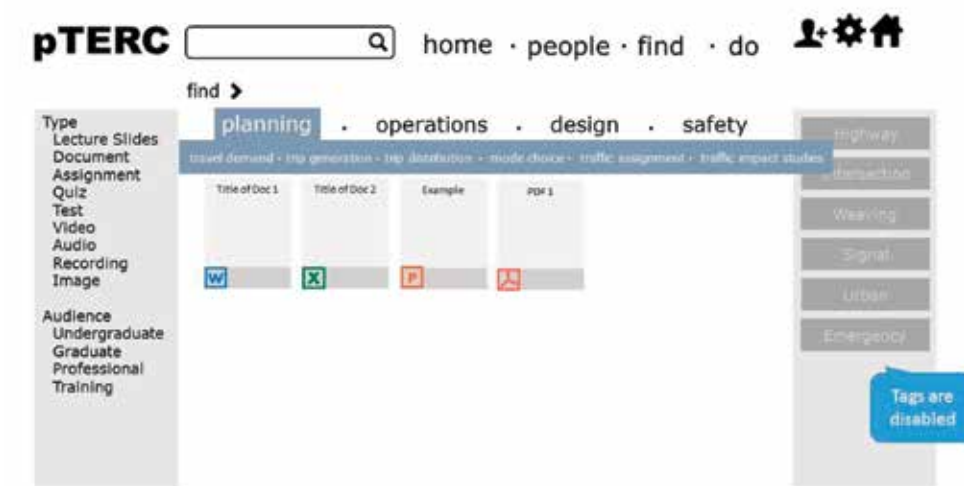 pTERC
home · people · find · do
find >
Type
Lecture Slides
Document
Assignment
Quiz
Test
Video
Audio
Recording
Image
Audience
Undergraduate
Graduate
Professional
Training
planning · operations · design · safety
travel demand · trip generation · trip distribution · mode choice · traffic assignment · traffic impact studies
Title of Doc 1
Title of Doc 2
Example
PDF 1
W
X
P
Highway
Intersection
Weaving
Signal
Urban
Emergency
Tags are
disabled